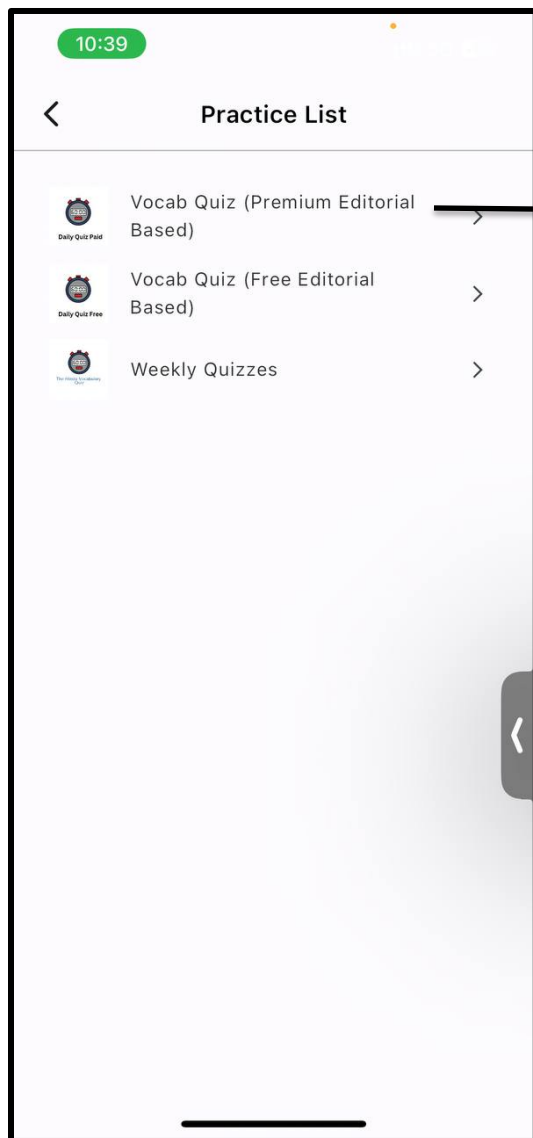 10:39
Practice List
Vocab Quiz (Premium Editorial
Based)
Daily Quiz Paid
Vocab Quiz (Free Editorial
Based)
Daily Quiz Free
Weekly Quizzes